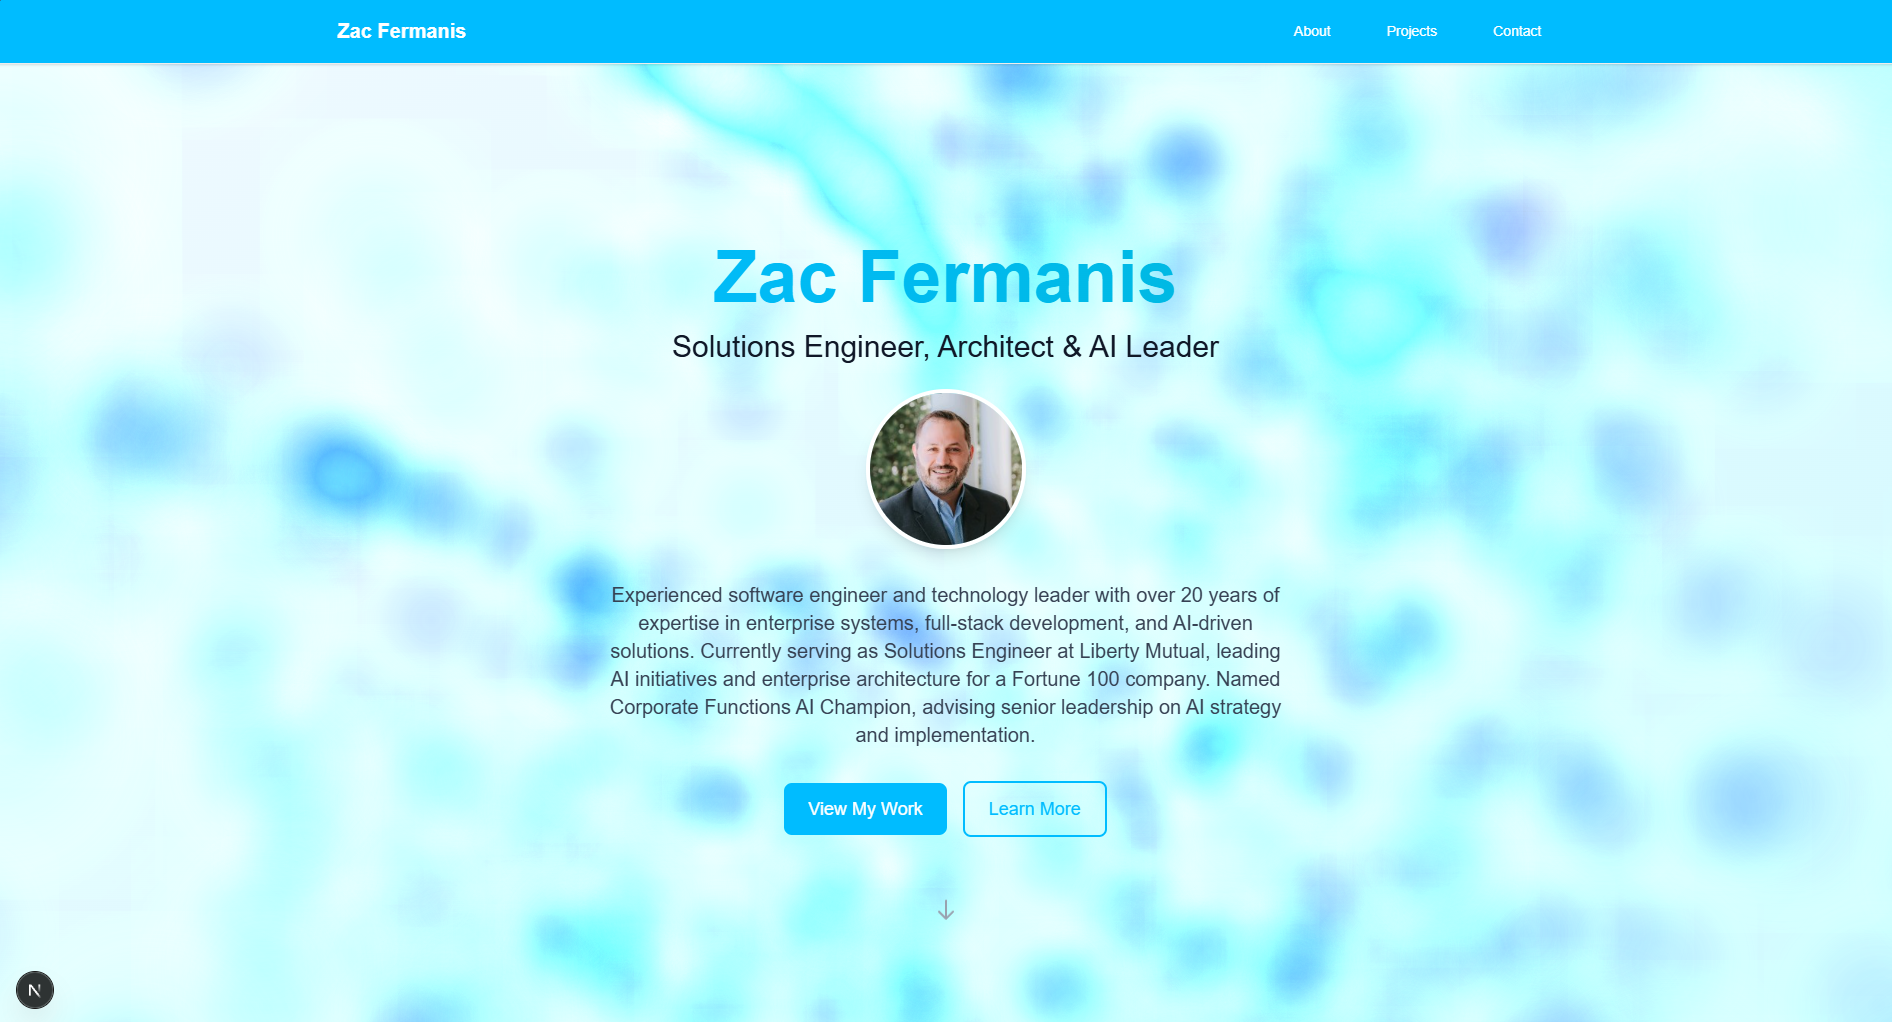 Zac Fermanis
About
Projects
Contact
Zac Fermanis
Solutions Engineer, Architect & AI Leader
Experienced software engineer and technology leader with over 20 years of
expertise in enterprise systems, full-stack development, and AI-driven
solutions. Currently serving as Solutions Engineer at Liberty Mutual, leading
AI initiatives and enterprise architecture for a Fortune 100 company. Named
Corporate Functions AI Champion, advising senior leadership on AI strategy
and implementation.
View My Work
Learn More
N